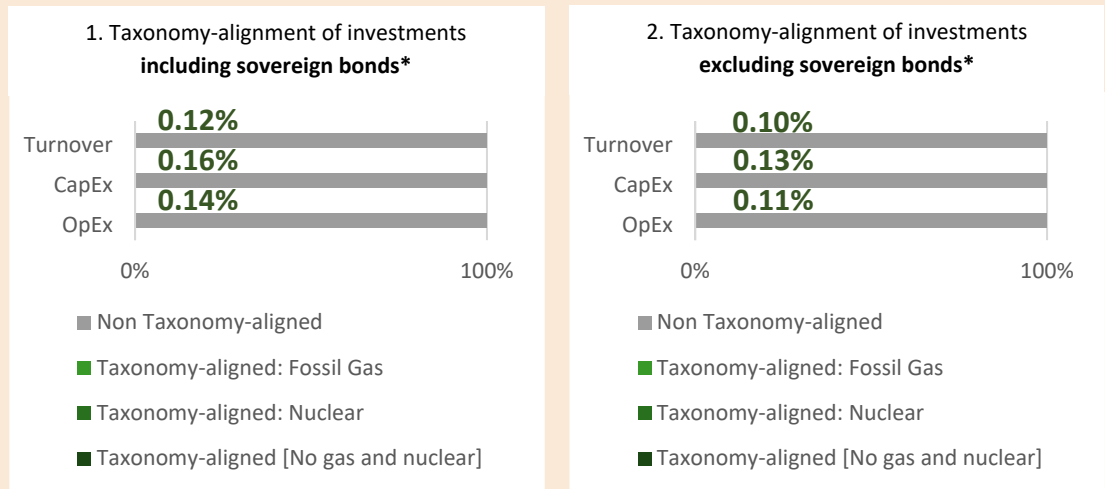 1. Taxonomy-alignment of investments
including sovereign bonds*
0.12%
Turnover
0.16%
CapEx
0.14%
OpEx
0% 100%
Non Taxonomy-aligned
Taxonomy-aligned: Fossil Gas
Taxonomy-aligned: Nuclear
Taxonomy-aligned [No gas and nuclear]
2. Taxonomy-alignment of investments
excluding sovereign bonds*
0.10%
Turnover
0.13%
CapEx
0.11%
OpEx
0% 100%
Non Taxonomy-aligned
Taxonomy-aligned: Fossil Gas
Taxonomy-aligned: Nuclear
Taxonomy-aligned [No gas and nuclear]